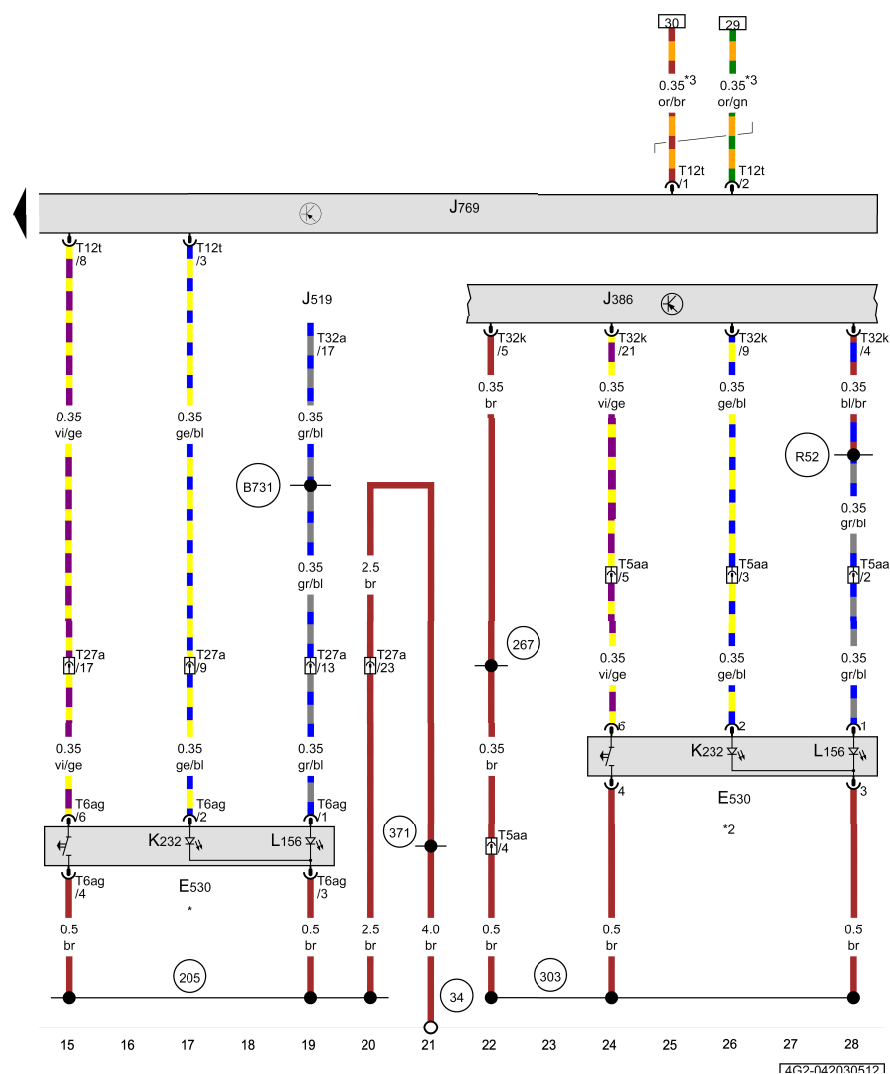 30 29
0.35 *3 0.35 *3
or/br or/gn
T12t T12t
/1 /2
J769
T12t T12t
/8 /3
J519 J386
T32a T32k T32k T32k T32k
/17 /5 /21 /9 /4
0.35 0.35 0.35 0.35
br vi/ge ge/bl bl/br
0.35 0.35 0.35
vi/ge ge/bl gr/bl
R52
B731
0.35
gr/bl
0.35 2.5 T5aa T5aa T5aa
gr/bl br /5 /3 /2
267
T27a T27a T27a T27a 0.35 0.35 0.35
/17 /9 /13 /23 vi/ge ge/bl gr/bl
6 2 1
0.35 0.35 0.35 0.35 K232 L156
vi/ge ge/bl gr/bl br
4 3
T6ag T6ag T6ag E530
/6 /2 /1
371 T5aa *2
K232 L156 /4
T6ag E530 T6ag
/4 /3
*
0.5 0.5 2.5 4.0 0.5 0.5 0.5
br br br br br br br
205 303
34
15 16 17 18 19 20 21 22 23 24 25 26 27 28
4G2-042030512